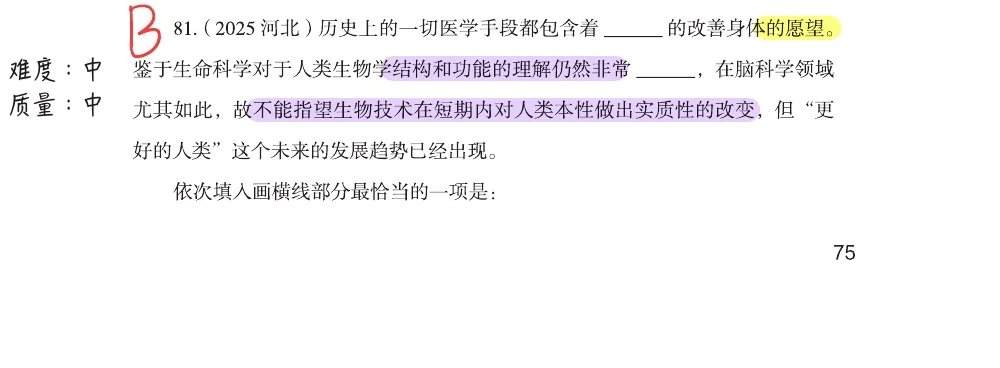 B 81.（2025 河北）历史上的一切医学手段都包含着 ______ 的改善身体的愿望。
难度：中
鉴于生命科学对于人类生物学结构和功能的理解仍然非常 ______，在脑科学领域
质量：中
尤其如此，故不能指望生物技术在短期内对人类本性做出实质性的改变，但“更
好的人类”这个未来的发展趋势已经出现。
依次填入画横线部分最恰当的一项是：
75